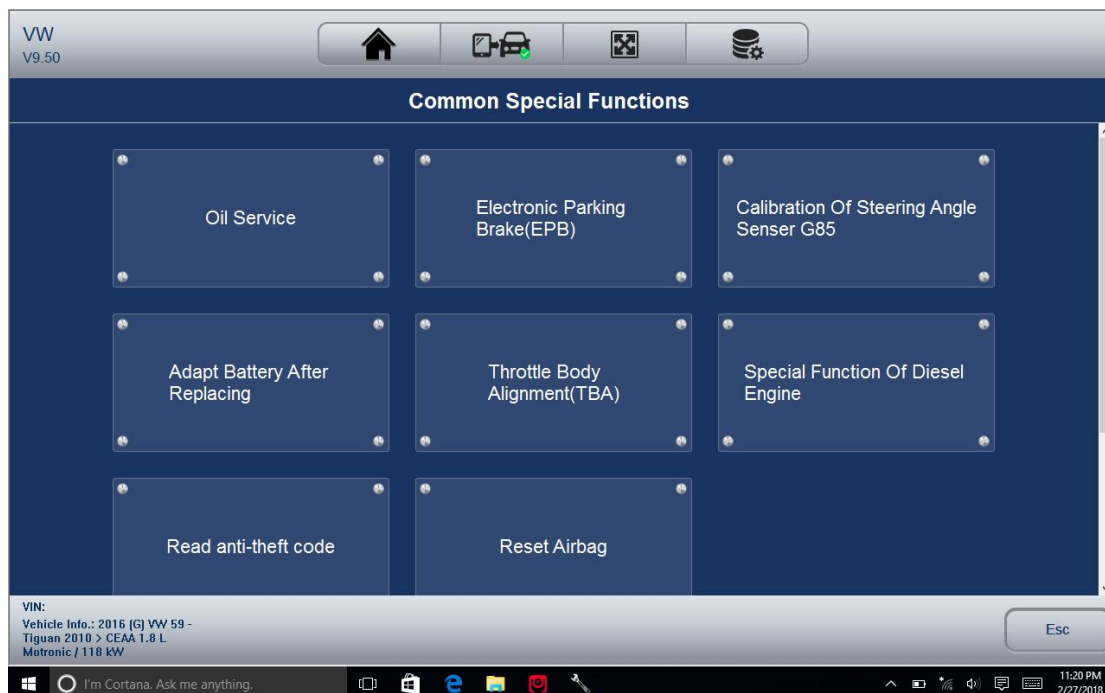 VW
V9.50
Common Special Functions
Oil Service
Electronic Parking
Brake(EPB)
Calibration Of Steering Angle
Senser G85
Adapt Battery After
Replacing
Throttle Body
Alignment(TBA)
Special Function Of Diesel
Engine
Read anti-theft code
Reset Airbag
VIN:
Vehicle Info.: 2016 (G) VW 59 -
Tiguan 2010 > CEAA 1.8 L
Motronic / 118 kW
Esc
I'm Cortana. Ask me anything.
11:20 PM
2/27/2018